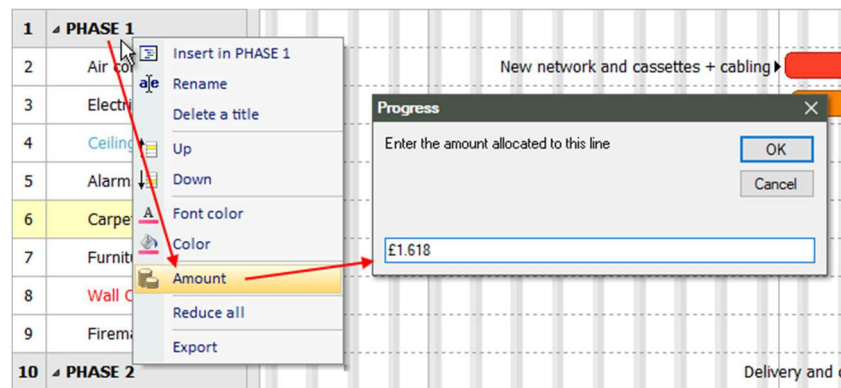 1 PHASE 1
2 Air co
3 Electri
4 Ceiling
5 Alarm
6 Carpe
7 Furnit
8 Wall C
9 Firema
10 PHASE 2
Insert in PHASE 1
Rename
Delete a title
Up
Down
Font color
Color
Amount
Reduce all
Export
New network and cassettes + cabling
Progress
Enter the amount allocated to this line
OK
Cancel
£1.618
Delivery and